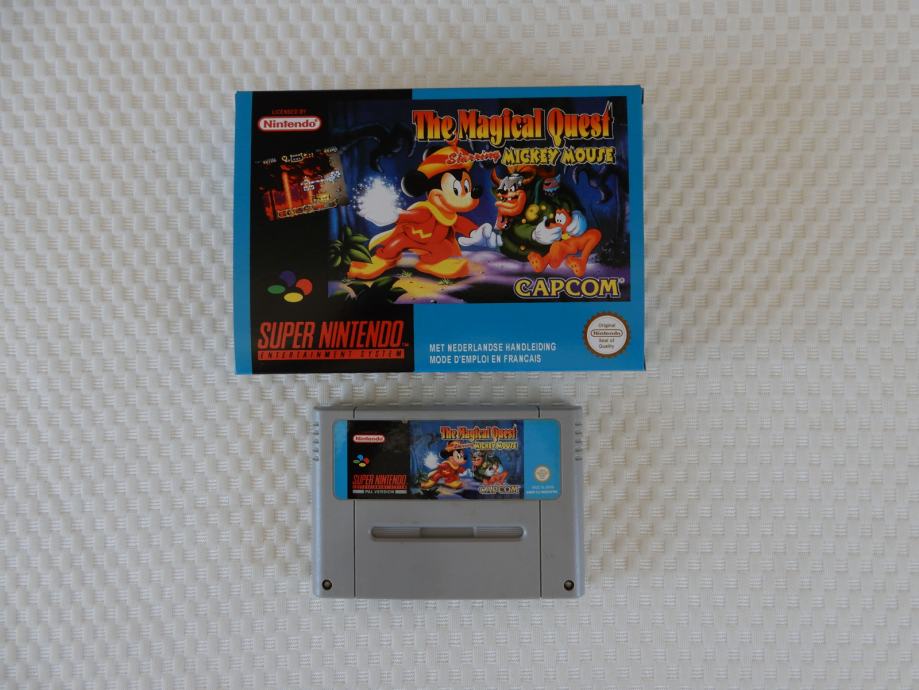 LICENSED BY
Nintendo
The Magical Quest
Starring MICKEY MOUSE
CAPCOM
SUPER NINTENDO™
ENTERTAINMENT SYSTEM
MET NEDERLANDSE HANDLEIDING
MODE D'EMPLOI EN FRANCAIS
Original
Nintendo
Seal of
Quality
Nintendo
The Magical Quest
Starring MICKEY MOUSE
SUPER NINTENDO
ENTERTAINMENT SYSTEM
PAL VERSION
CAPCOM